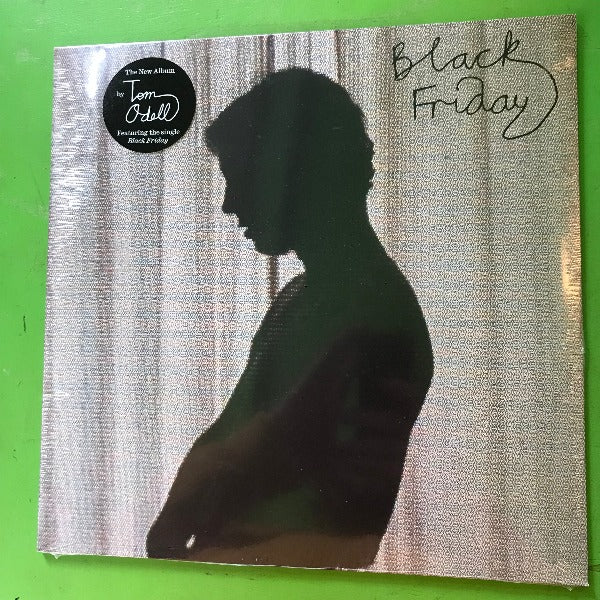 The New Album
by Tom
Odell
Featuring the single
Black Friday
Black
Friday